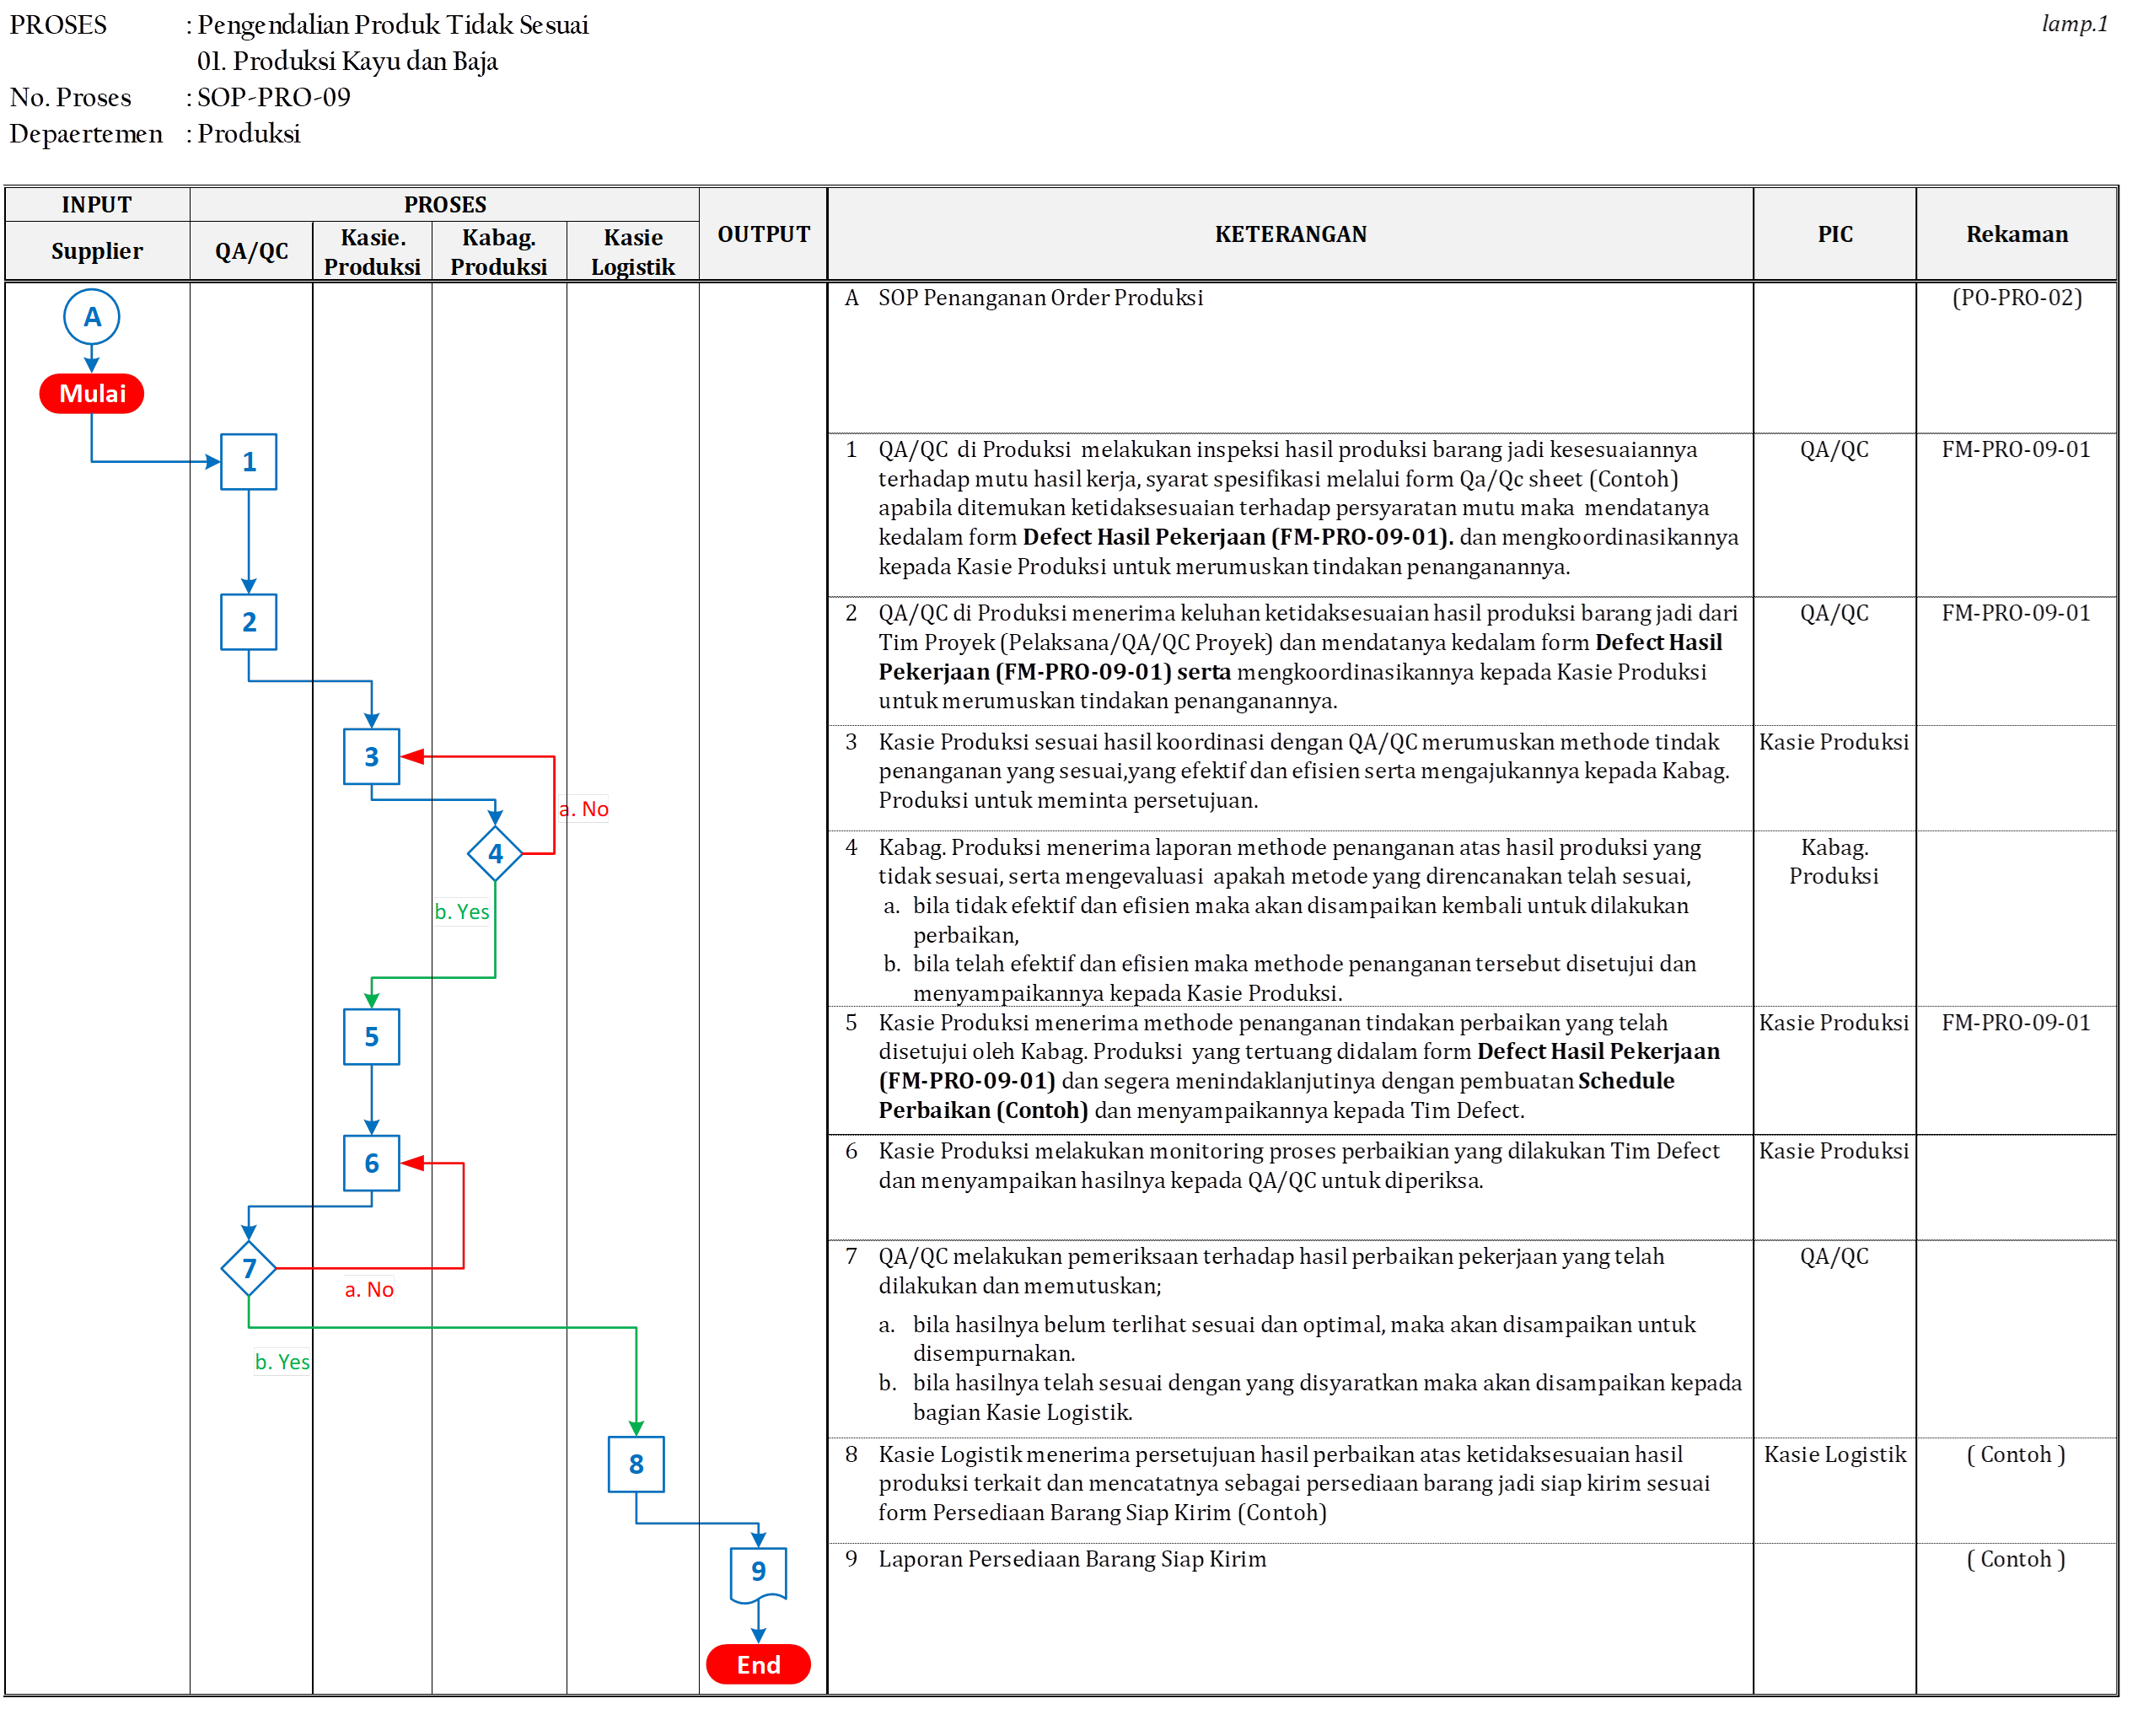 PROSES : Pengendalian Produk Tidak Sesuai
01. Produksi Kayu dan Baja
No. Proses : SOP-PRO-09
Depaertemen : Produksi
lamp.1
INPUT
PROSES
OUTPUT
KETERANGAN
PIC
Rekaman
Supplier
QA/QC
Kasie.
Produksi
Kabag.
Produksi
Kasie
Logistik
A
Mulai
1
2
3
a. No
4
b. Yes
5
6
7
a. No
b. Yes
8
9
End
A SOP Penanganan Order Produksi
(PO-PRO-02)
1 QA/QC di Produksi melakukan inspeksi hasil produksi barang jadi kesesuaiannya
terhadap mutu hasil kerja, syarat spesifikasi melalui form Qa/Qc sheet (Contoh)
apabila ditemukan ketidaksesuaian terhadap persyaratan mutu maka mendatanya
kedalam form Defect Hasil Pekerjaan (FM-PRO-09-01). dan mengkoordinasikannya
kepada Kasie Produksi untuk merumuskan tindakan penanganannya.
QA/QC
FM-PRO-09-01
2 QA/QC di Produksi menerima keluhan ketidaksesuaian hasil produksi barang jadi dari
Tim Proyek (Pelaksana/QA/QC Proyek) dan mendatanya kedalam form Defect Hasil
Pekerjaan (FM-PRO-09-01) serta mengkoordinasikannya kepada Kasie Produksi
untuk merumuskan tindakan penanganannya.
QA/QC
FM-PRO-09-01
3 Kasie Produksi sesuai hasil koordinasi dengan QA/QC merumuskan methode tindak
penanganan yang sesuai,yang efektif dan efisien serta mengajukannya kepada Kabag.
Produksi untuk meminta persetujuan.
Kasie Produksi
4 Kabag. Produksi menerima laporan methode penanganan atas hasil produksi yang
tidak sesuai, serta mengevaluasi apakah metode yang direncanakan telah sesuai,
a. bila tidak efektif dan efisien maka akan disampaikan kembali untuk dilakukan
perbaikan,
b. bila telah efektif dan efisien maka methode penanganan tersebut disetujui dan
menyampaikannya kepada Kasie Produksi.
Kabag.
Produksi
5 Kasie Produksi menerima methode penanganan tindakan perbaikan yang telah
disetujui oleh Kabag. Produksi yang tertuang didalam form Defect Hasil Pekerjaan
(FM-PRO-09-01) dan segera menindaklanjutinya dengan pembuatan Schedule
Perbaikan (Contoh) dan menyampaikannya kepada Tim Defect.
Kasie Produksi
FM-PRO-09-01
6 Kasie Produksi melakukan monitoring proses perbaikian yang dilakukan Tim Defect
dan menyampaikan hasilnya kepada QA/QC untuk diperiksa.
Kasie Produksi
7 QA/QC melakukan pemeriksaan terhadap hasil perbaikan pekerjaan yang telah
dilakukan dan memutuskan;
a. bila hasilnya belum terlihat sesuai dan optimal, maka akan disampaikan untuk
disempurnakan.
b. bila hasilnya telah sesuai dengan yang disyaratkan maka akan disampaikan kepada
bagian Kasie Logistik.
QA/QC
8 Kasie Logistik menerima persetujuan hasil perbaikan atas ketidaksesuaian hasil
produksi terkait dan mencatatnya sebagai persediaan barang jadi siap kirim sesuai
form Persediaan Barang Siap Kirim (Contoh)
Kasie Logistik
( Contoh )
9 Laporan Persediaan Barang Siap Kirim
( Contoh )